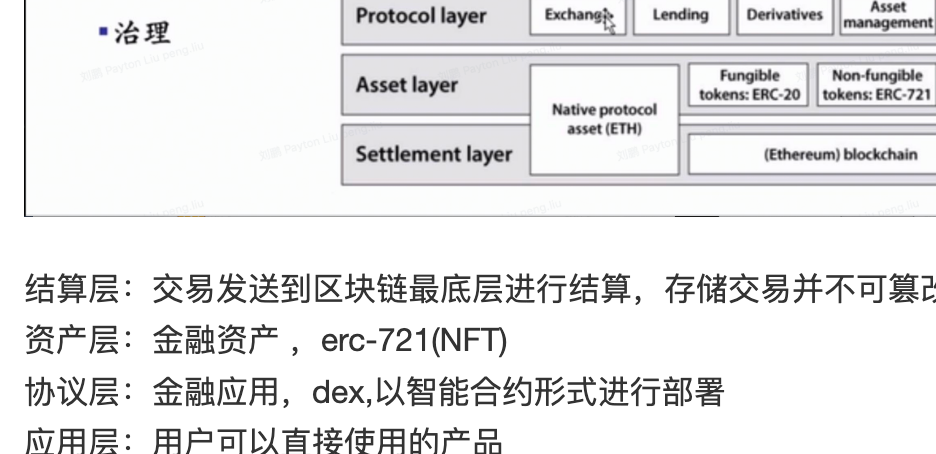 ▪治理
Protocol layer
Exchange
Lending
Derivatives
Asset
management
Asset layer
Native protocol
asset (ETH)
Fungible
tokens: ERC-20
Non-fungible
tokens: ERC-721
Settlement layer
(Ethereum) blockchain
结算层：交易发送到区块链最底层进行结算，存储交易并不可篡改
资产层：金融资产 ，erc-721(NFT)
协议层：金融应用，dex,以智能合约形式进行部署
应用层：用户可以直接使用的产品